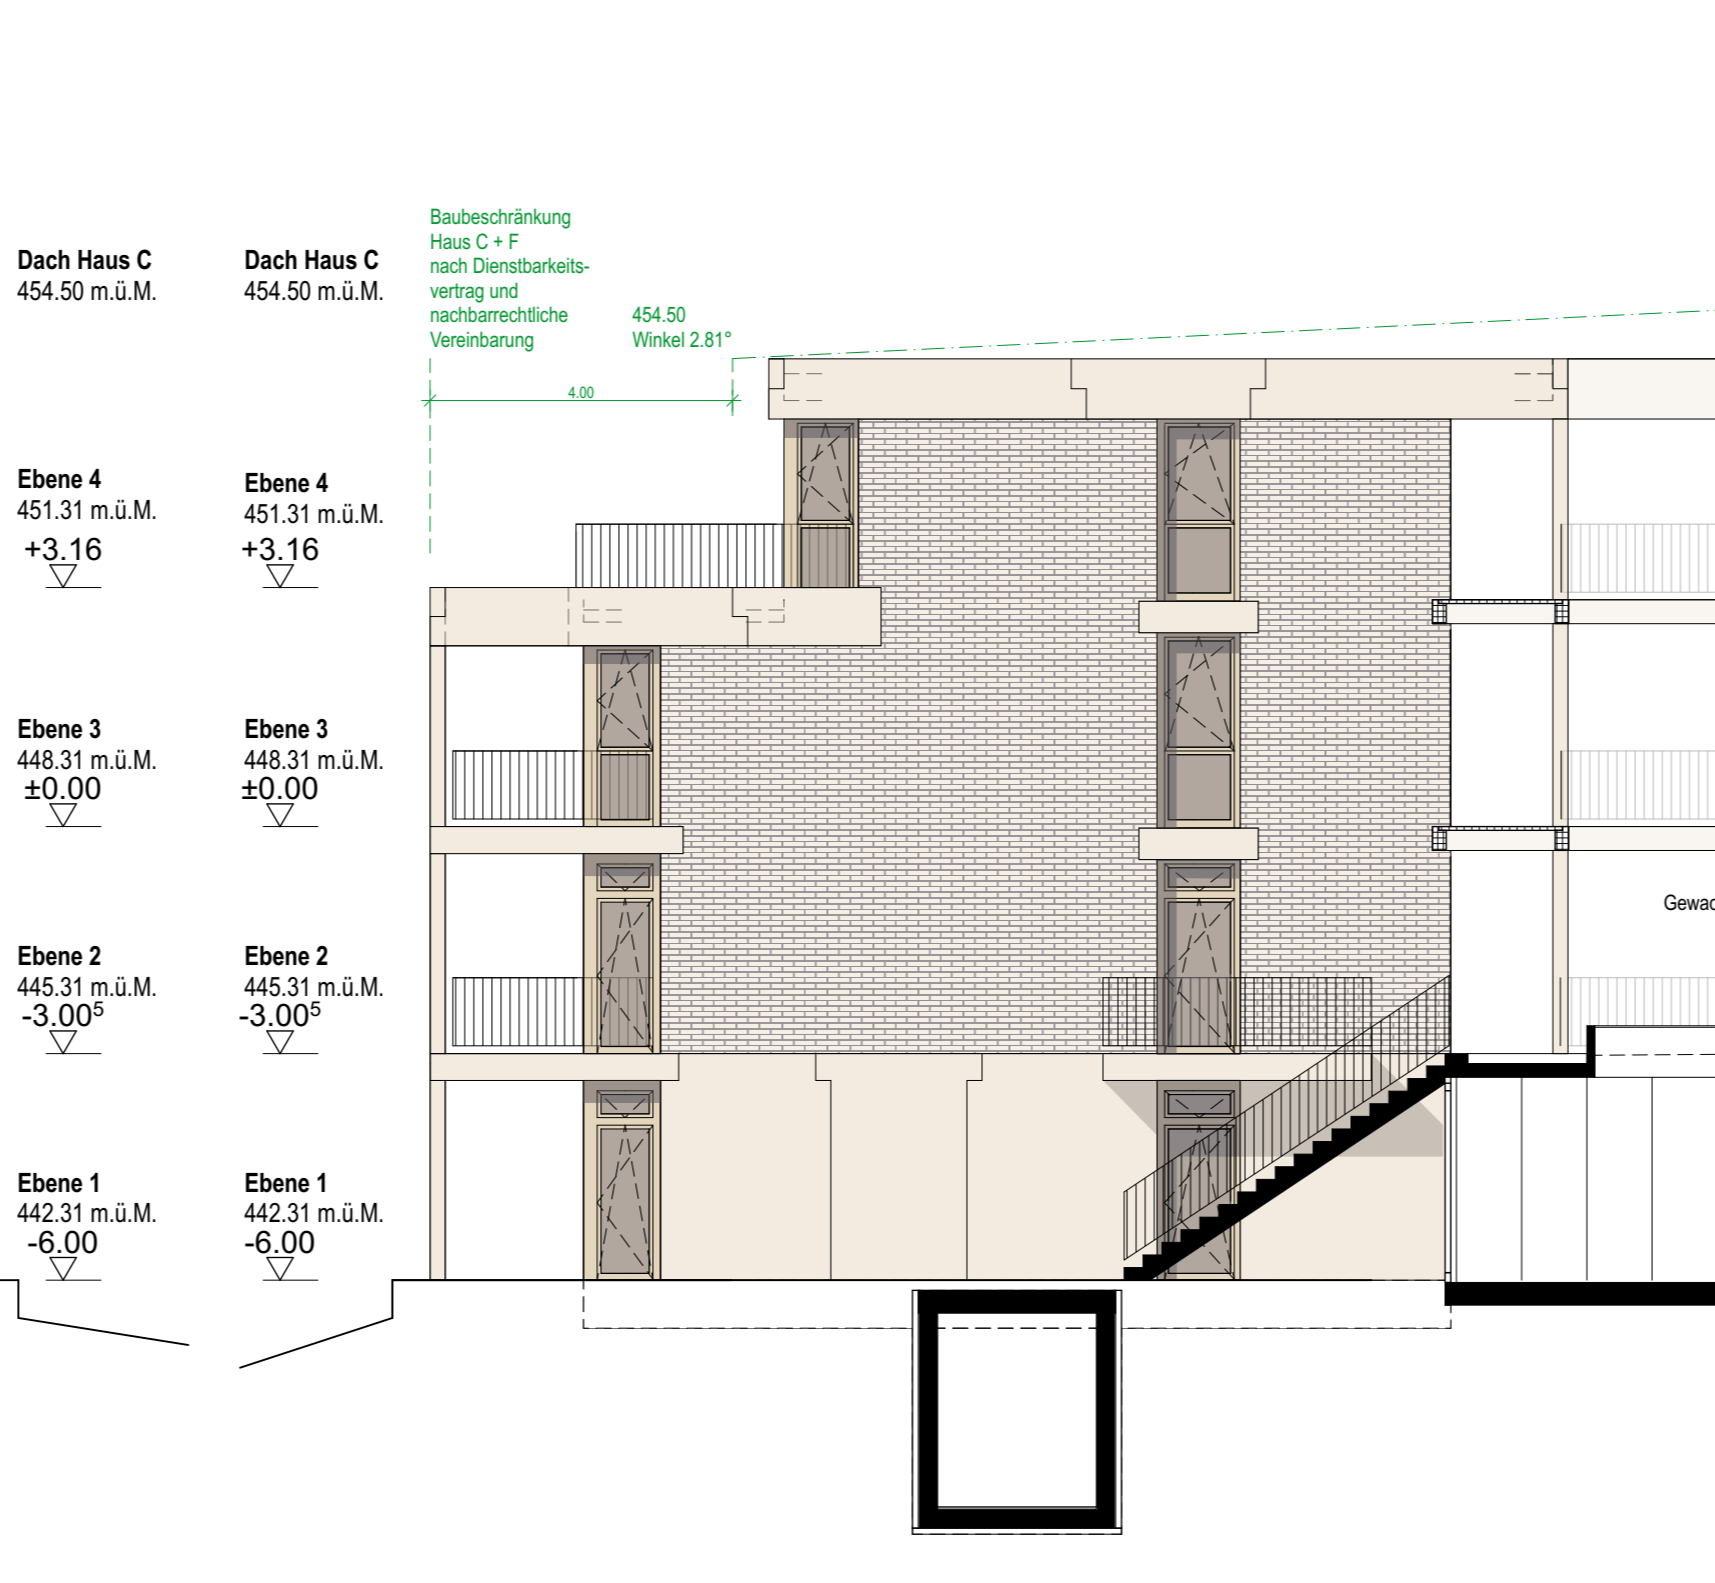 Baubeschränkung
Haus C + F
nach Dienstbarkeits-
vertrag und
nachbarrechtliche
Vereinbarung
454.50
Winkel 2.81°
4.00
Dach Haus C
454.50 m.ü.M.
Dach Haus C
454.50 m.ü.M.
Ebene 4
451.31 m.ü.M.
+3.16
Ebene 4
451.31 m.ü.M.
+3.16
Ebene 3
448.31 m.ü.M.
±0.00
Ebene 3
448.31 m.ü.M.
±0.00
Gewac
Ebene 2
445.31 m.ü.M.
-3.00⁵
Ebene 2
445.31 m.ü.M.
-3.00⁵
Ebene 1
442.31 m.ü.M.
-6.00
Ebene 1
442.31 m.ü.M.
-6.00